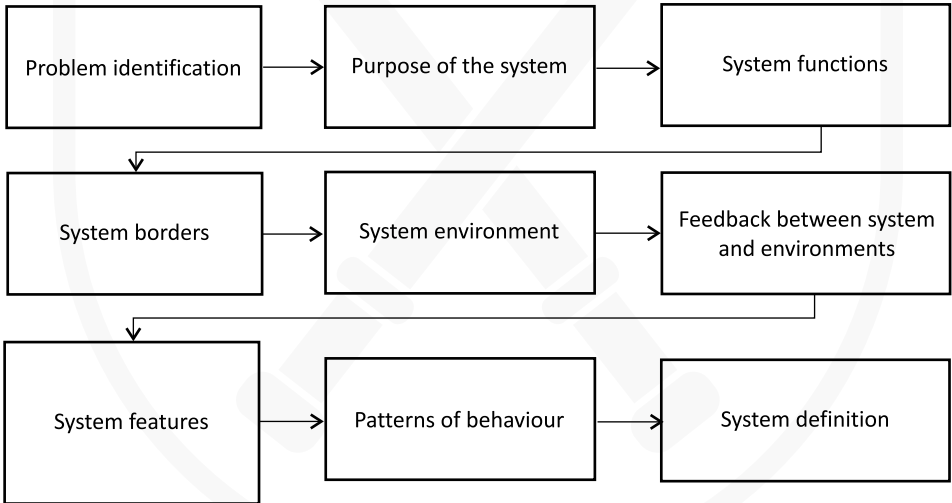 Problem identification
Purpose of the system
System functions
System borders
System environment
Feedback between system
and environments
System features
Patterns of behaviour
System definition